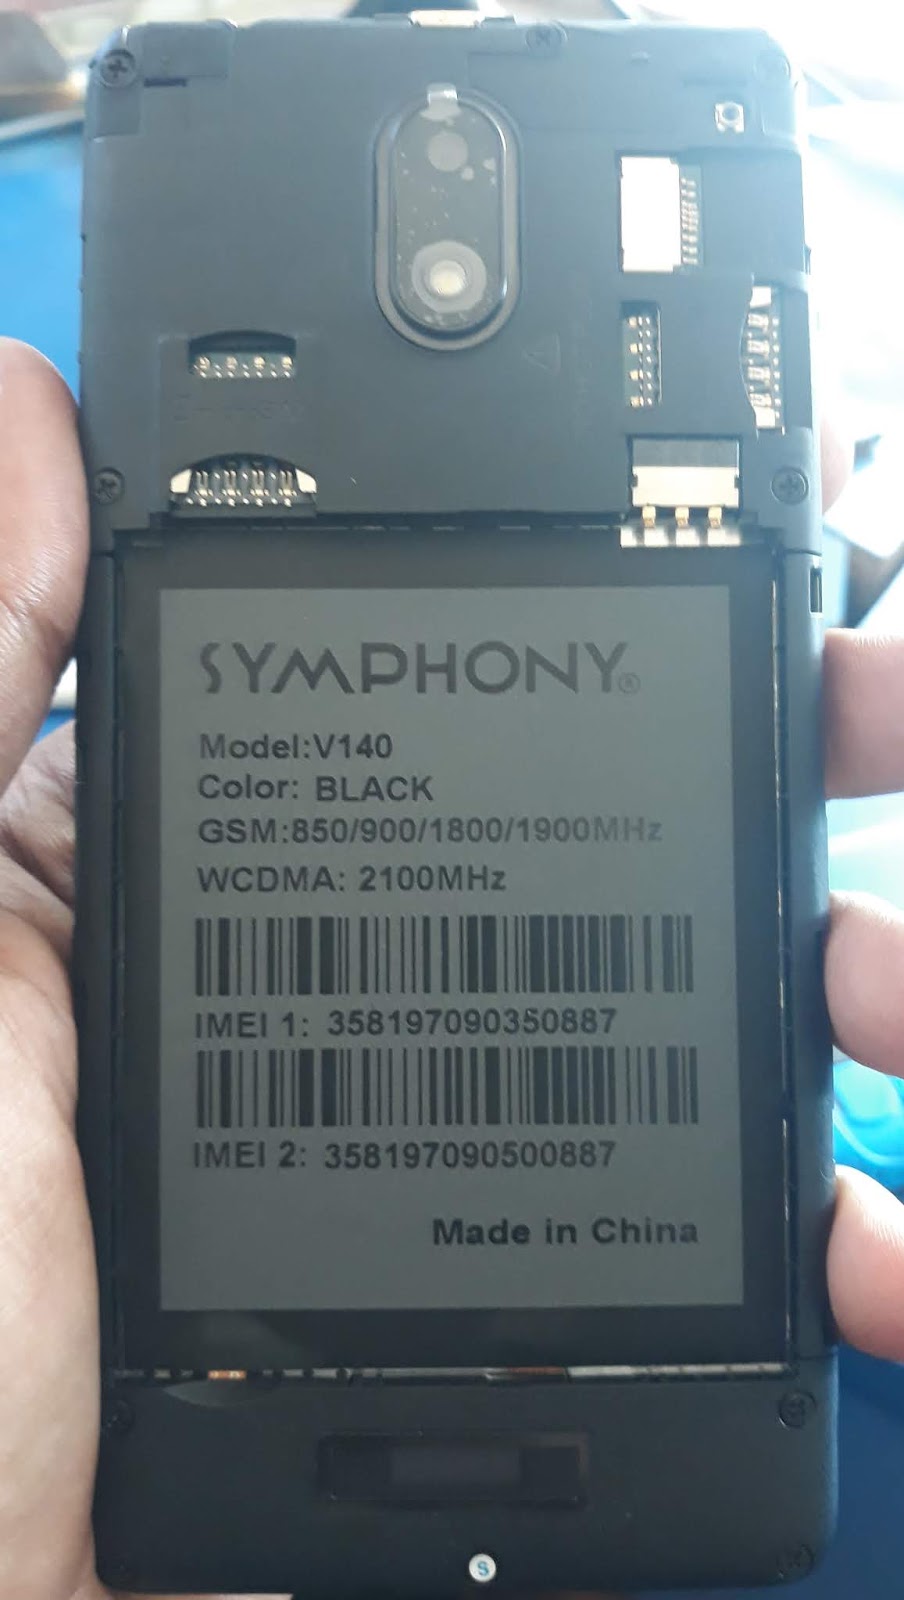 SYMPHONY®
Model:V140
Color: BLACK
GSM:850/900/1800/1900MHz
WCDMA: 2100MHz
IMEI 1: 358197090350887
IMEI 2: 358197090500887
Made in China
S